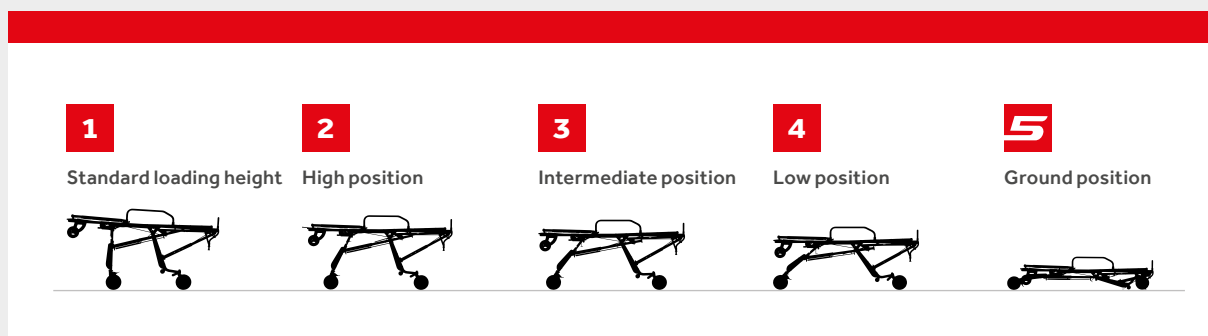 1
Standard loading height
2
High position
3
Intermediate position
4
Low position
5
Ground position